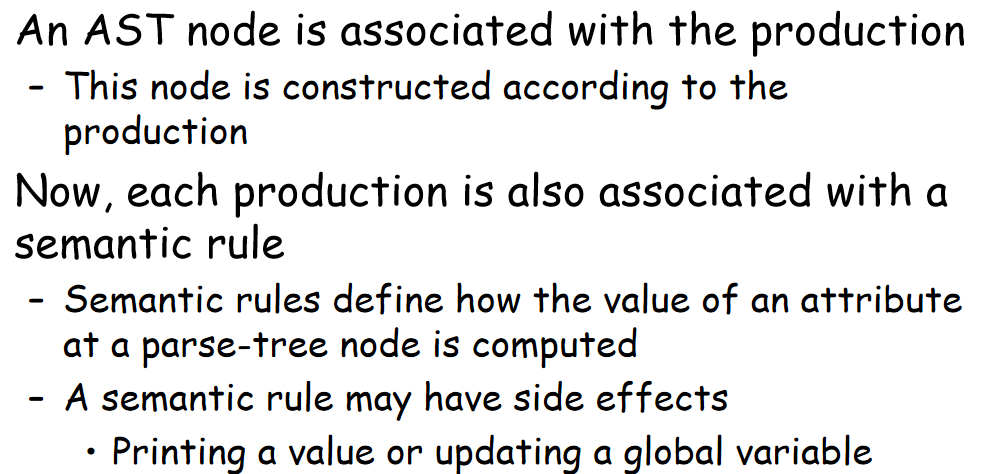 An AST node is associated with the production
– This node is constructed according to the
production
Now, each production is also associated with a
semantic rule
– Semantic rules define how the value of an attribute
at a parse-tree node is computed
– A semantic rule may have side effects
• Printing a value or updating a global variable